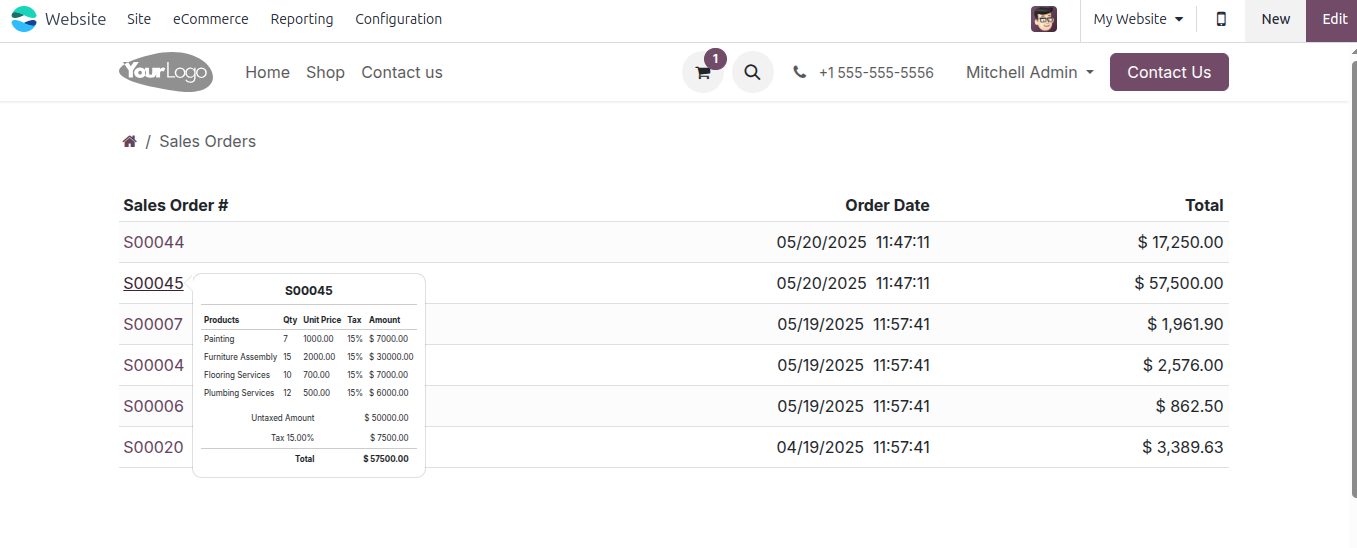 Website Site eCommerce Reporting Configuration My Website New Edit
YourLogo Home Shop Contact us 1 +1 555-555-5556 Mitchell Admin Contact Us
/ Sales Orders
Sales Order # Order Date Total
S00044 05/20/2025 11:47:11 $ 17,250.00
S00045 05/20/2025 11:47:11 $ 57,500.00
S00007 05/19/2025 11:57:41 $ 1,961.90
S00004 05/19/2025 11:57:41 $ 2,576.00
S00006 05/19/2025 11:57:41 $ 862.50
S00020 04/19/2025 11:57:41 $ 3,389.63
S00045
Products Qty Unit Price Tax Amount
Painting 7 1000.00 15% $ 7000.00
Furniture Assembly 15 2000.00 15% $ 30000.00
Flooring Services 10 700.00 15% $ 7000.00
Plumbing Services 12 500.00 15% $ 6000.00
Untaxed Amount $ 50000.00
Tax 15.00% $ 7500.00
Total $ 57500.00